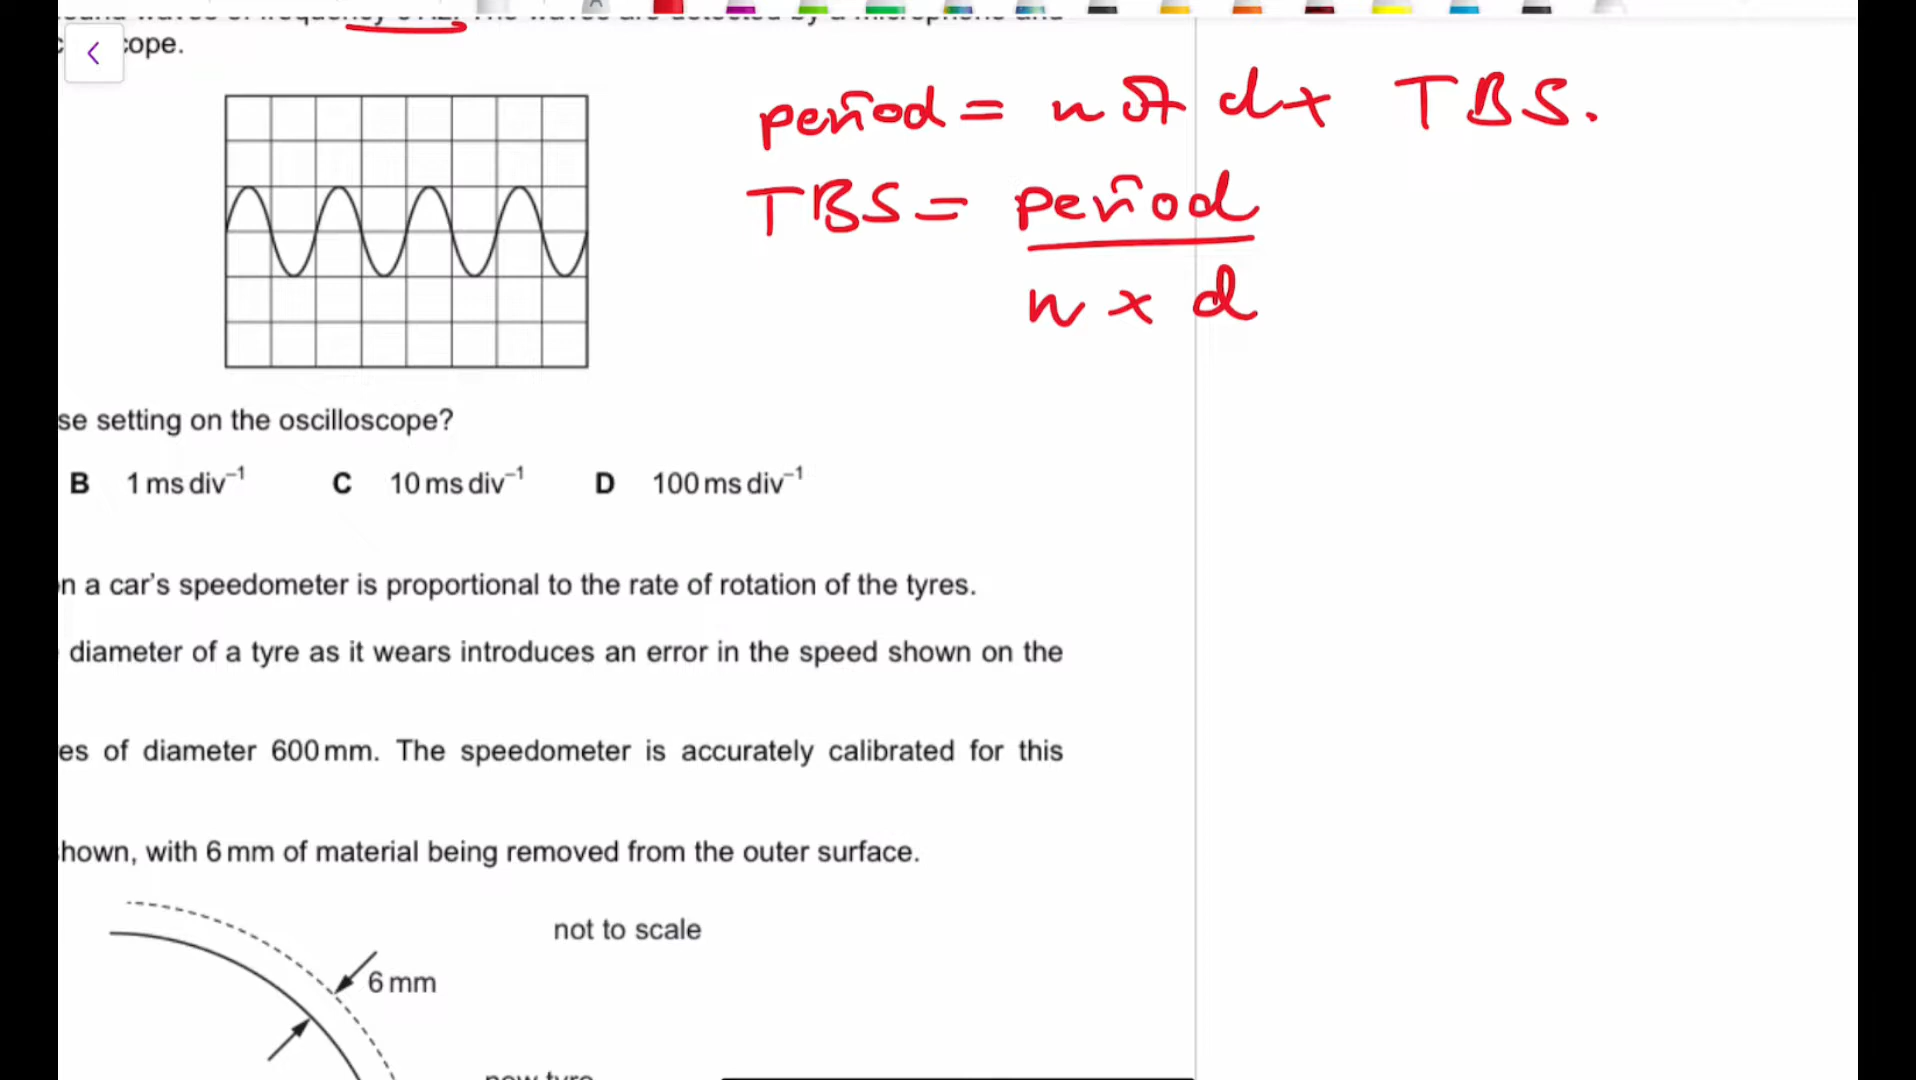 cope.
period = n of d x TBS.
TBS = period
n x d
se setting on the oscilloscope?
B 1 ms div⁻¹ C 10 ms div⁻¹ D 100 ms div⁻¹
n a car's speedometer is proportional to the rate of rotation of the tyres.
diameter of a tyre as it wears introduces an error in the speed shown on the
es of diameter 600 mm. The speedometer is accurately calibrated for this
hown, with 6 mm of material being removed from the outer surface.
not to scale
6 mm
new tyre